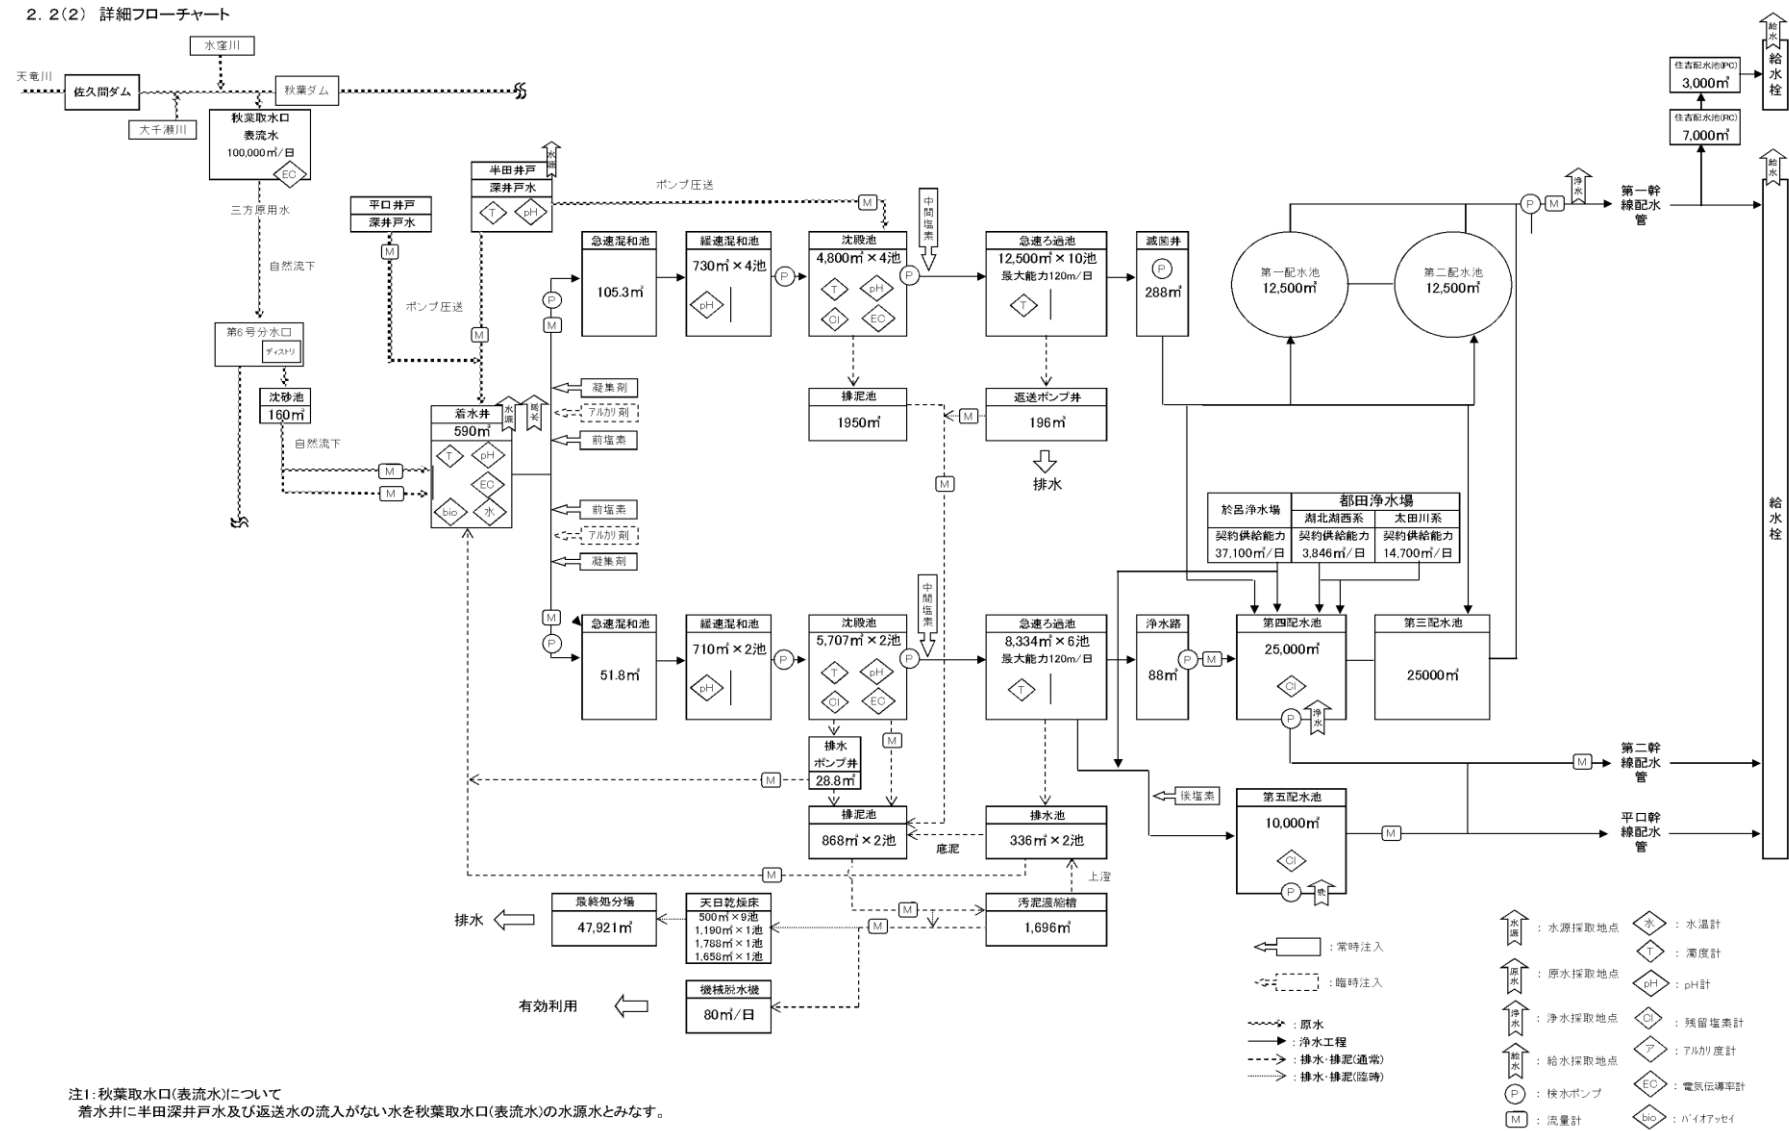 2. 2(2) 詳細フローチャート
水窪川
天竜川
佐久間ダム
秋葉ダム
大千瀬川
秋葉取水口
表流水
100,000㎥/日
EC
三方原用水
自然流下
第6号分水口
ディストリ
沈砂池
160㎥
自然流下
M
M
平口井戸
深井戸水
M
ポンプ圧送
半田井戸
深井戸水
T
pH
水源
M
ポンプ圧送
M
着水井
590㎥
水源
T
pH
EC
bio
水
P
M
凝集剤
アルカリ剤
前塩素
前塩素
アルカリ剤
凝集剤
M
P
急速混和池
105.3㎥
緩速混和池
730㎥×4池
pH
P
沈殿池
4,800㎥×4池
T
pH
Cl
EC
P
中間塩素
急速ろ過池
12,500㎥×10池
最大能力120m/日
T
滅菌井
P
288㎥
第一配水池
12,500㎥
第二配水池
12,500㎥
P
M
浄水
第一幹
線配水
管
住吉配水池(PC)
3,000㎥
住吉配水池(RC)
7,000㎥
給水
給水栓
給水
給水栓
排泥池
1950㎥
M
返送ポンプ井
196㎥
排水
M
於呂浄水場
契約供給能力
37,100㎥/日
都田浄水場
湖北湖西系
契約供給能力
3,846㎥/日
太田川系
契約供給能力
14,700㎥/日
急速混和池
51.8㎥
緩速混和池
710㎥×2池
pH
P
沈殿池
5,707㎥×2池
T
pH
Cl
EC
P
中間塩素
急速ろ過池
8,334㎥×6池
最大能力120m/日
T
浄水路
88㎥
P
M
第四配水池
25,000㎥
Cl
P
浄水
第三配水池
25000㎥
排水
ポンプ井
28.8㎥
M
M
排泥池
868㎥×2池
底泥
排水池
336㎥×2池
上澄
後塩素
第五配水池
10,000㎥
Cl
P
M
第二幹
線配水
管
M
平口幹
線配水
管
M
M
M
汚泥濃縮槽
1,696㎥
排水
最終処分場
47,921㎥
天日乾燥床
500㎥×9池
1,190㎥×1池
1,788㎥×1池
1,658㎥×1池
有効利用
機械脱水機
80㎥/日
:常時注入
:臨時注入
:原水
:浄水工程
:排水・排泥(通常)
:排水・排泥(臨時)
水源 : 水源採取地点
原水 : 原水採取地点
浄水 : 浄水採取地点
給水 : 給水採取地点
P : 検水ポンプ
M : 流量計
水 : 水温計
T : 濁度計
pH : pH計
Cl : 残留塩素計
ア : アルカリ度計
EC : 電気伝導率計
bio : バイオアッセイ
注1:秋葉取水口(表流水)について
着水井に半田深井戸水及び返送水の流入がない水を秋葉取水口(表流水)の水源水とみなす。